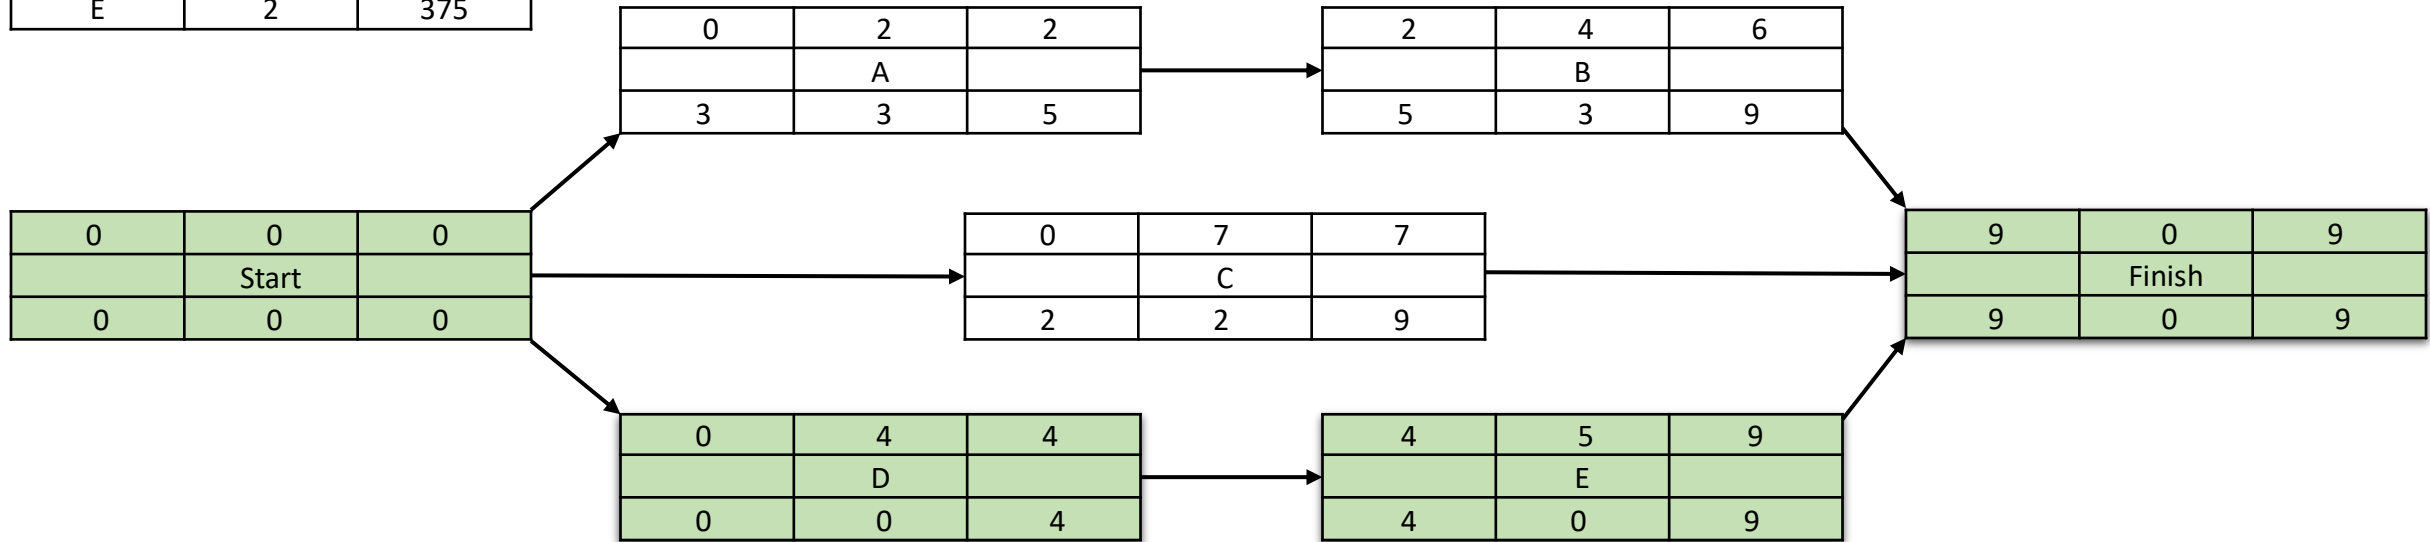 E 2 375
0 2 2
A
3 3 5
2 4 6
B
5 3 9
0 0 0
Start
0 0 0
0 7 7
C
2 2 9
9 0 9
Finish
9 0 9
0 4 4
D
0 0 4
4 5 9
E
4 0 9